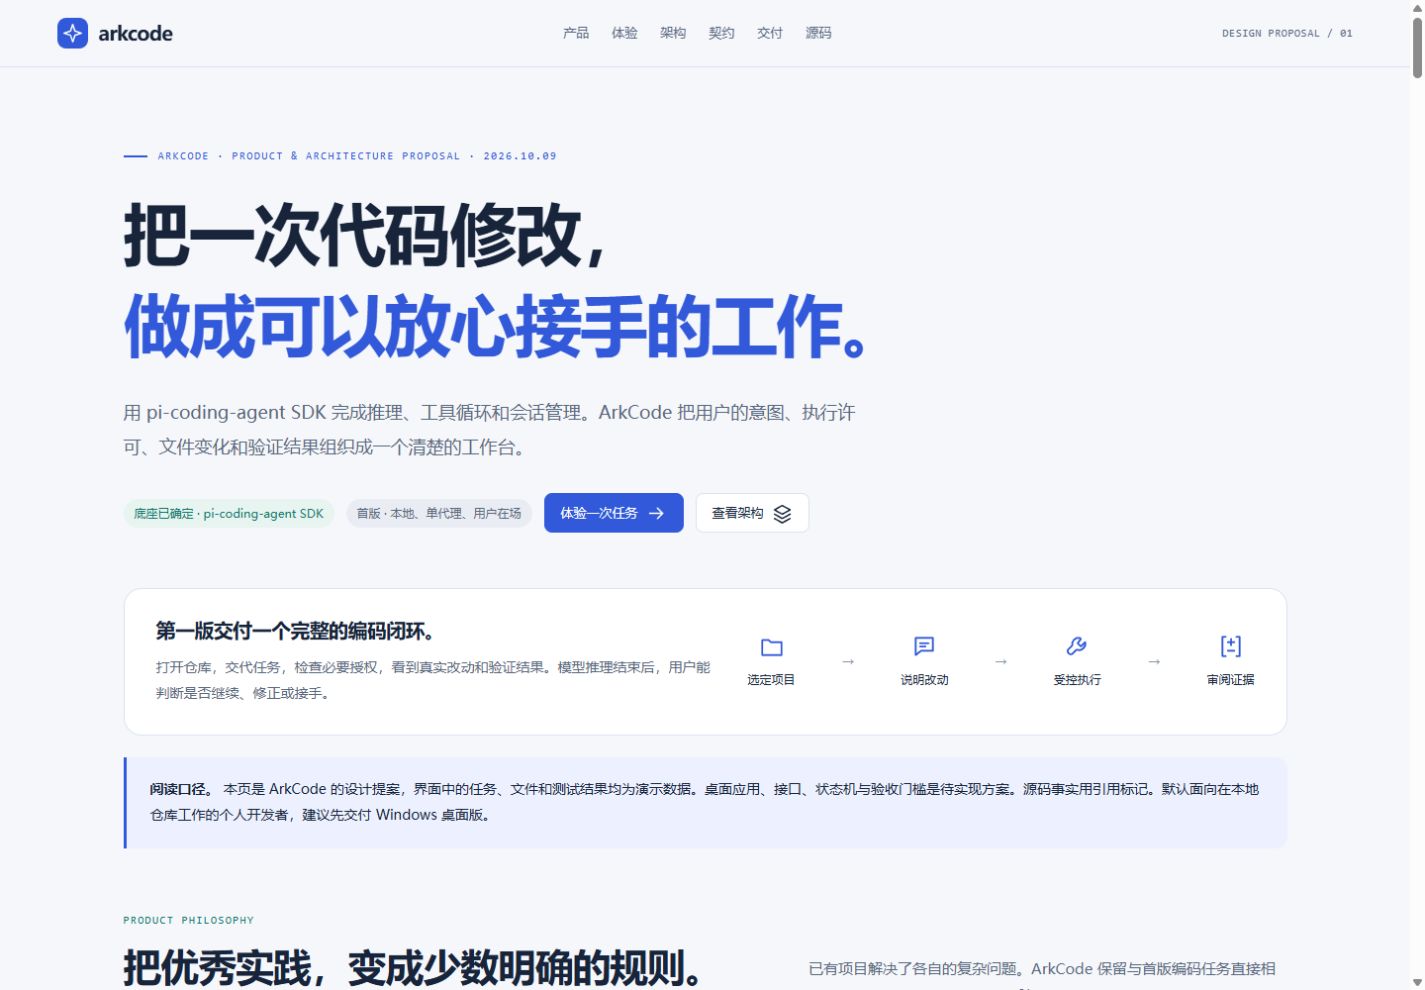 arkcode
产品 体验 架构 契约 交付 源码
DESIGN PROPOSAL / 01
ARKCODE · PRODUCT & ARCHITECTURE PROPOSAL · 2026.10.09
把一次代码修改，
做成可以放心接手的工作。
用 pi-coding-agent SDK 完成推理、工具循环和会话管理。ArkCode 把用户的意图、执行许
可、文件变化和验证结果组织成一个清楚的工作台。
底座已确定 · pi-coding-agent SDK
首版 · 本地、单代理、用户在场
体验一次任务 →
查看架构
第一版交付一个完整的编码闭环。
打开仓库，交代任务，检查必要授权，看到真实改动和验证结果。模型推理结束后，用户能
判断是否继续、修正或接手。
选定项目 → 说明改动 → 受控执行 → 审阅证据
阅读口径。 本页是 ArkCode 的设计提案，界面中的任务、文件和测试结果均为演示数据。桌面应用、接口、状态机与验收门槛是待实现方案。源码事实用引用标记。默认面向在本地
仓库工作的个人开发者，建议先交付 Windows 桌面版。
PRODUCT PHILOSOPHY
把优秀实践，变成少数明确的规则。
已有项目解决了各自的复杂问题。ArkCode 保留与首版编码任务直接相